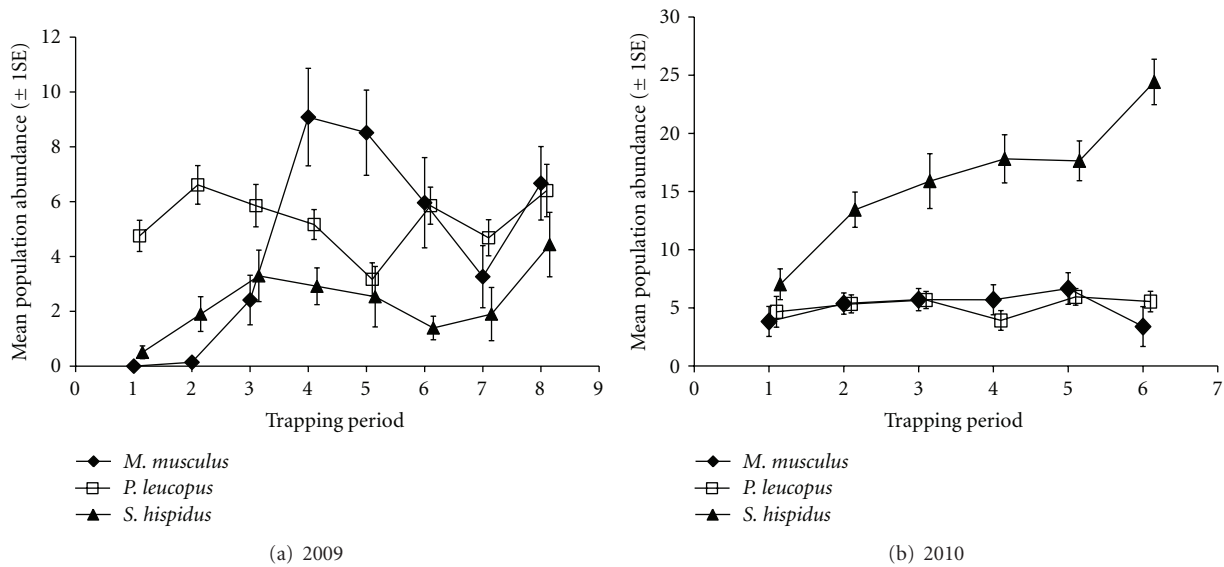 Mean population abundance (± 1SE)
12
10
8
6
4
2
0
0 1 2 3 4 5 6 7 8 9
Trapping period
M. musculus
P. leucopus
S. hispidus
(a) 2009
Mean population abundance (± 1SE)
30
25
20
15
10
5
0
0 1 2 3 4 5 6 7
Trapping period
M. musculus
P. leucopus
S. hispidus
(b) 2010